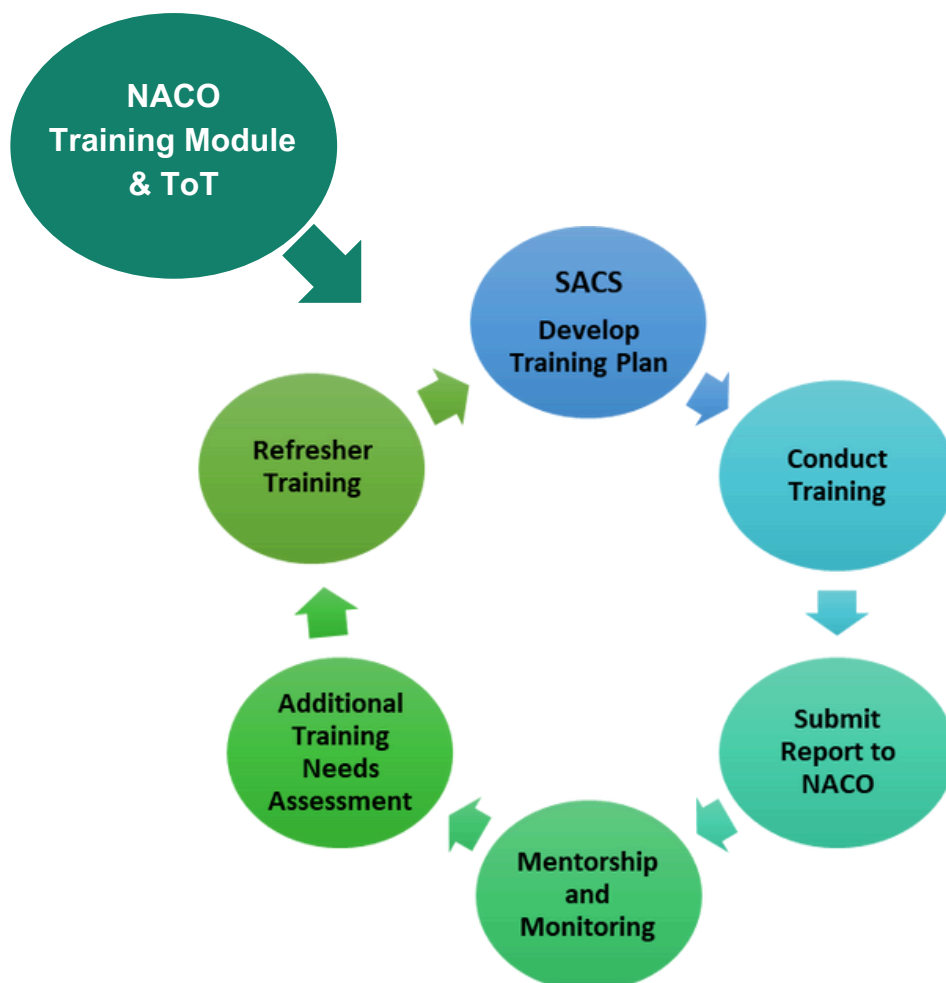 NACO
Training Module
& ToT
SACS
Develop
Training Plan
Conduct
Training
Submit
Report to
NACO
Mentorship
and
Monitoring
Additional
Training
Needs
Assessment
Refresher
Training